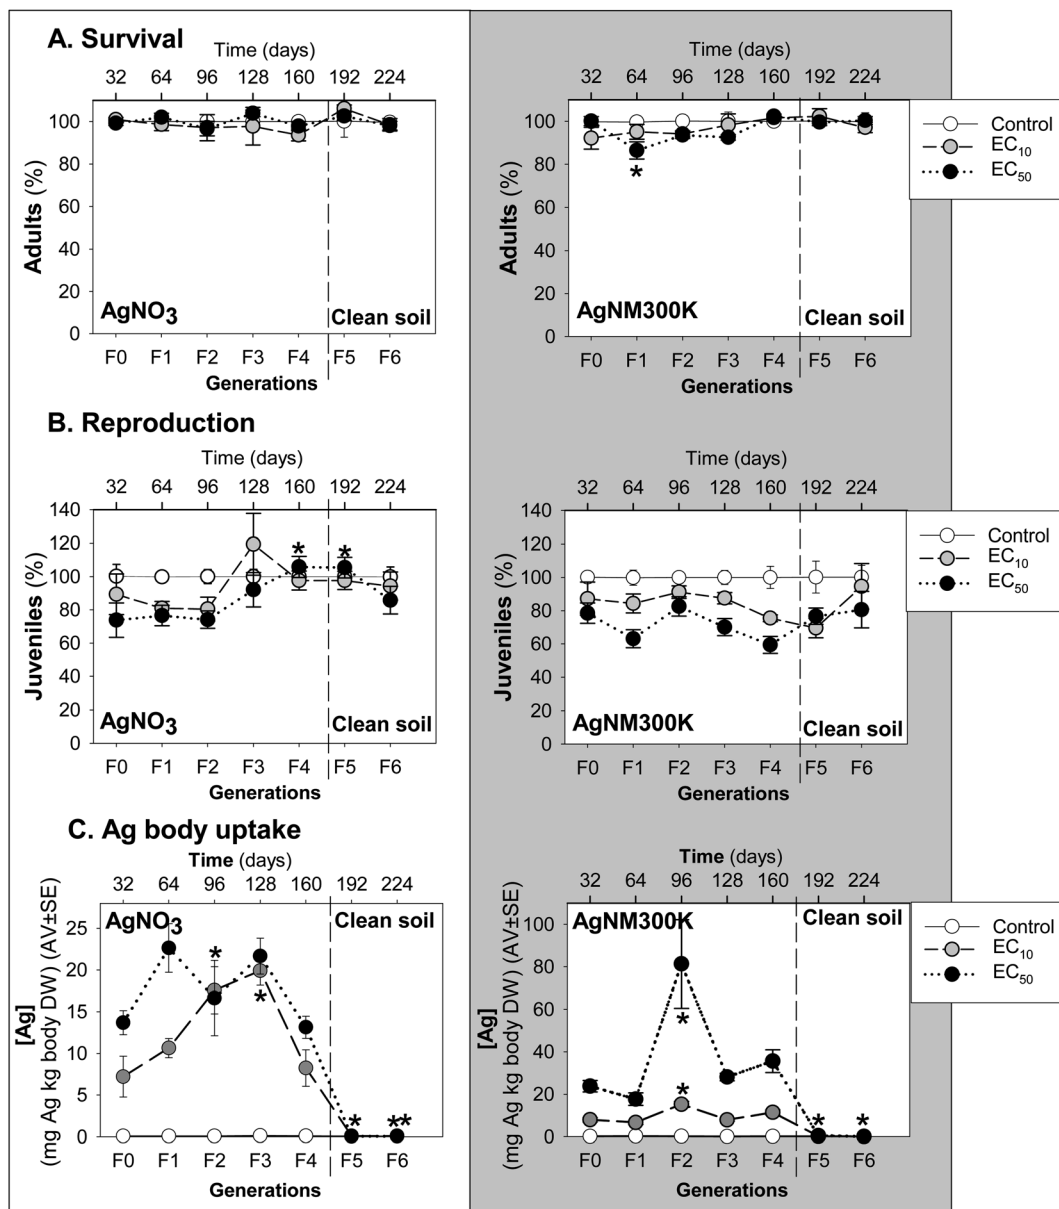 A. Survival
Time (days)
32 64 96 128 160 192 224
100
80
60
40
20
0
Adults (%)
AgNO3
Clean soil
F0 F1 F2 F3 F4 F5 F6
Generations
Time (days)
32 64 96 128 160 192 224
100
80
60
40
20
0
Adults (%)
*
AgNM300K
Clean soil
F0 F1 F2 F3 F4 F5 F6
Generations
Control
EC10
EC50
B. Reproduction
Time (days)
32 64 96 128 160 192 224
140
120
100
80
60
40
20
0
Juveniles (%)
* *
AgNO3
Clean soil
F0 F1 F2 F3 F4 F5 F6
Generations
Time (days)
32 64 96 128 160 192 224
140
120
100
80
60
40
20
0
Juveniles (%)
AgNM300K
Clean soil
F0 F1 F2 F3 F4 F5 F6
Generations
Control
EC10
EC50
C. Ag body uptake
Time (days)
32 64 96 128 160 192 224
25
20
15
10
5
0
[Ag]
(mg Ag kg body DW) (AV±SE)
AgNO3
Clean soil
*
*
* **
F0 F1 F2 F3 F4 F5 F6
Generations
Time (days)
32 64 96 128 160 192 224
100
80
60
40
20
0
[Ag]
(mg Ag kg body DW) (AV±SE)
AgNM300K
Clean soil
*
*
* *
F0 F1 F2 F3 F4 F5 F6
Generations
Control
EC10
EC50